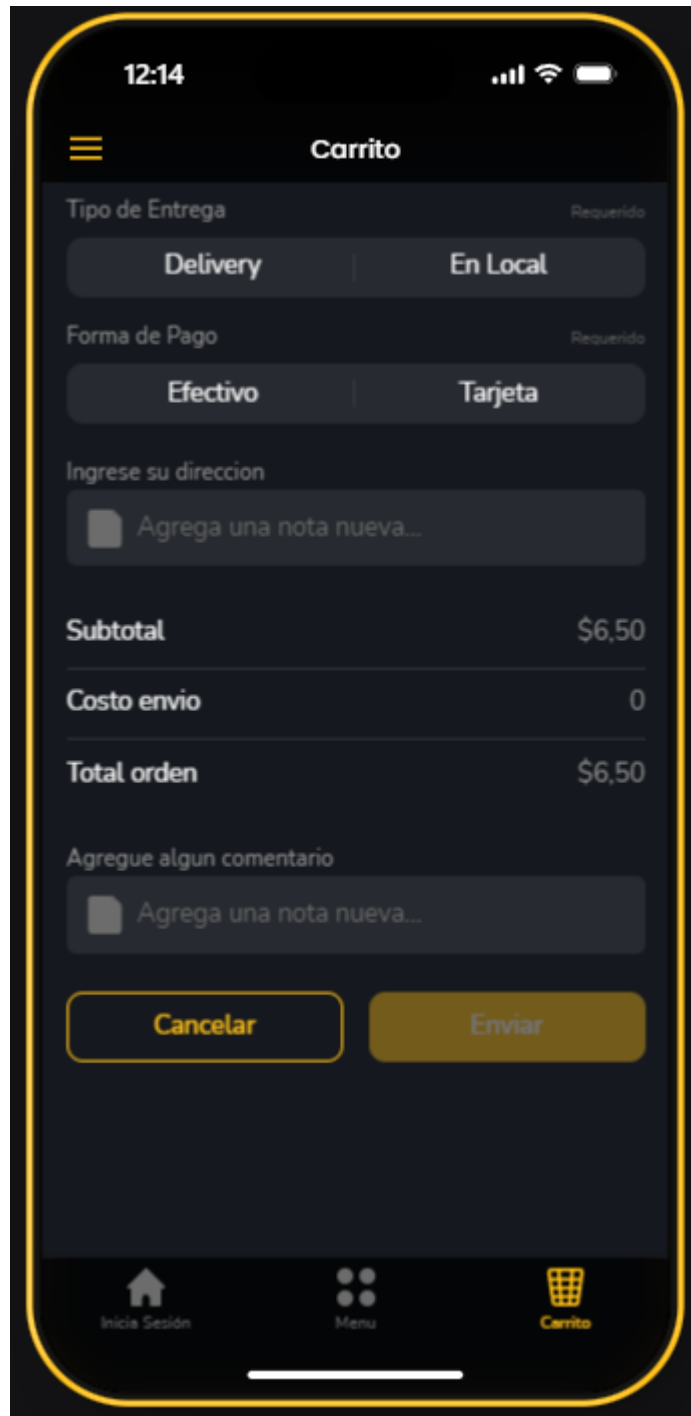 12:14
Carrito
Tipo de Entrega Requerido
Delivery En Local
Forma de Pago Requerido
Efectivo Tarjeta
Ingrese su direccion
Agrega una nota nueva...
Subtotal $6,50
Costo envio 0
Total orden $6,50
Agregue algun comentario
Agrega una nota nueva...
Cancelar Enviar
Inicia Sesión Menu Carrito